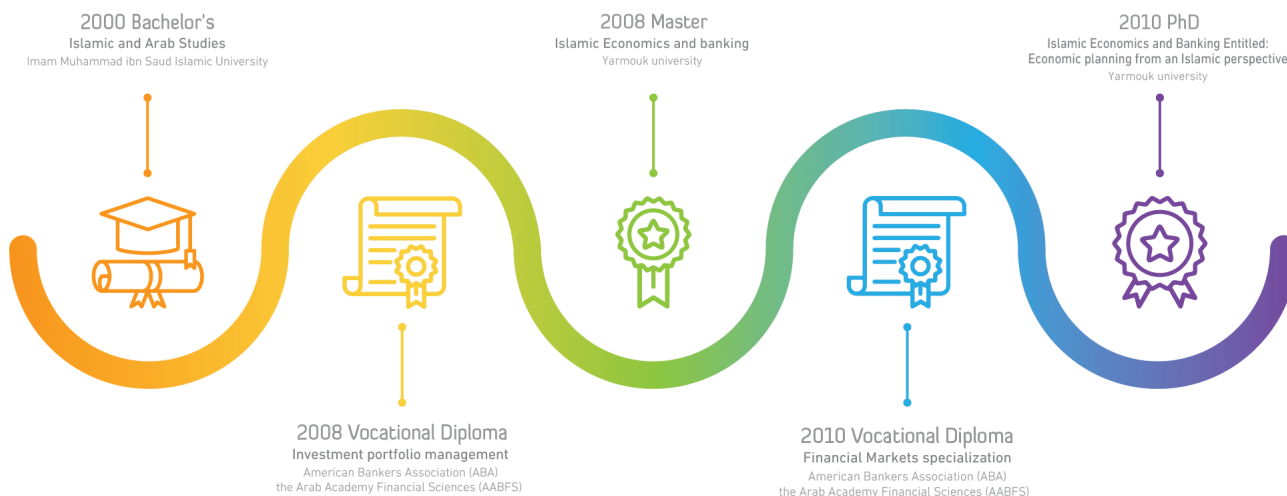 2000 Bachelor's
Islamic and Arab Studies
Imam Muhammad ibn Saud Islamic University
2008 Vocational Diploma
Investment portfolio management
American Bankers Association (ABA)
the Arab Academy Financial Sciences (AABFS)
2008 Master
Islamic Economics and banking
Yarmouk university
2010 Vocational Diploma
Financial Markets specialization
American Bankers Association (ABA)
the Arab Academy Financial Sciences (AABFS)
2010 PhD
Islamic Economics and Banking Entitled:
Economic planning from an Islamic perspective
Yarmouk university